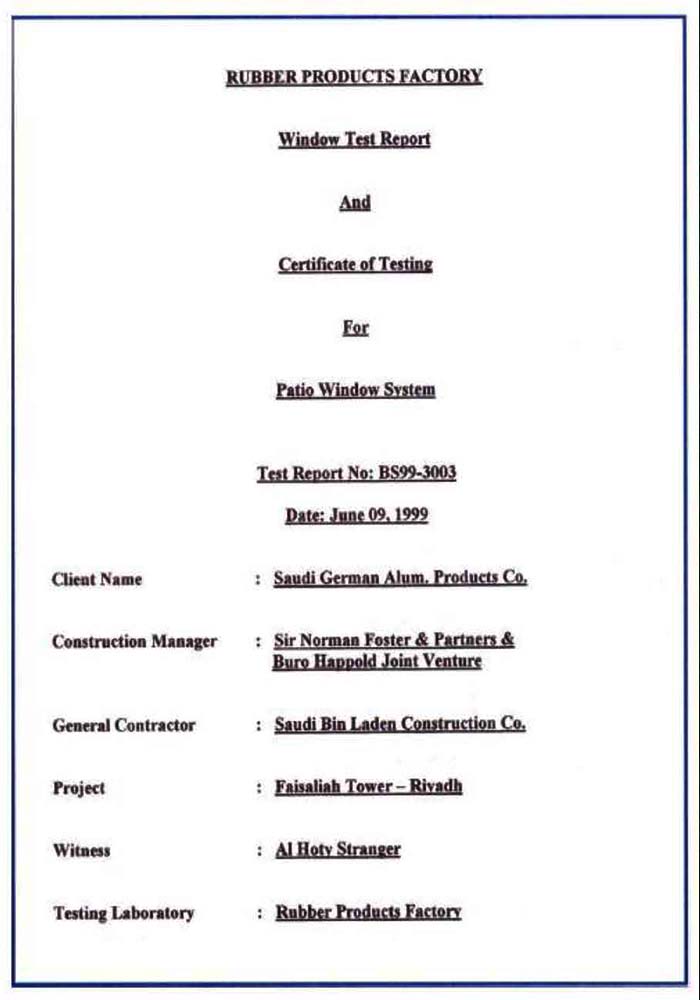 RUBBER PRODUCTS FACTORY
Window Test Report
And
Certificate of Testing
For
Patio Window System
Test Report No: BS99-3003
Date: June 09, 1999
Client Name : Saudi German Alum. Products Co.
Construction Manager : Sir Norman Foster & Partners &
Buro Happold Joint Venture
General Contractor : Saudi Bin Laden Construction Co.
Project : Faisaliah Tower – Riyadh
Witness : Al Hoty Stranger
Testing Laboratory : Rubber Products Factory